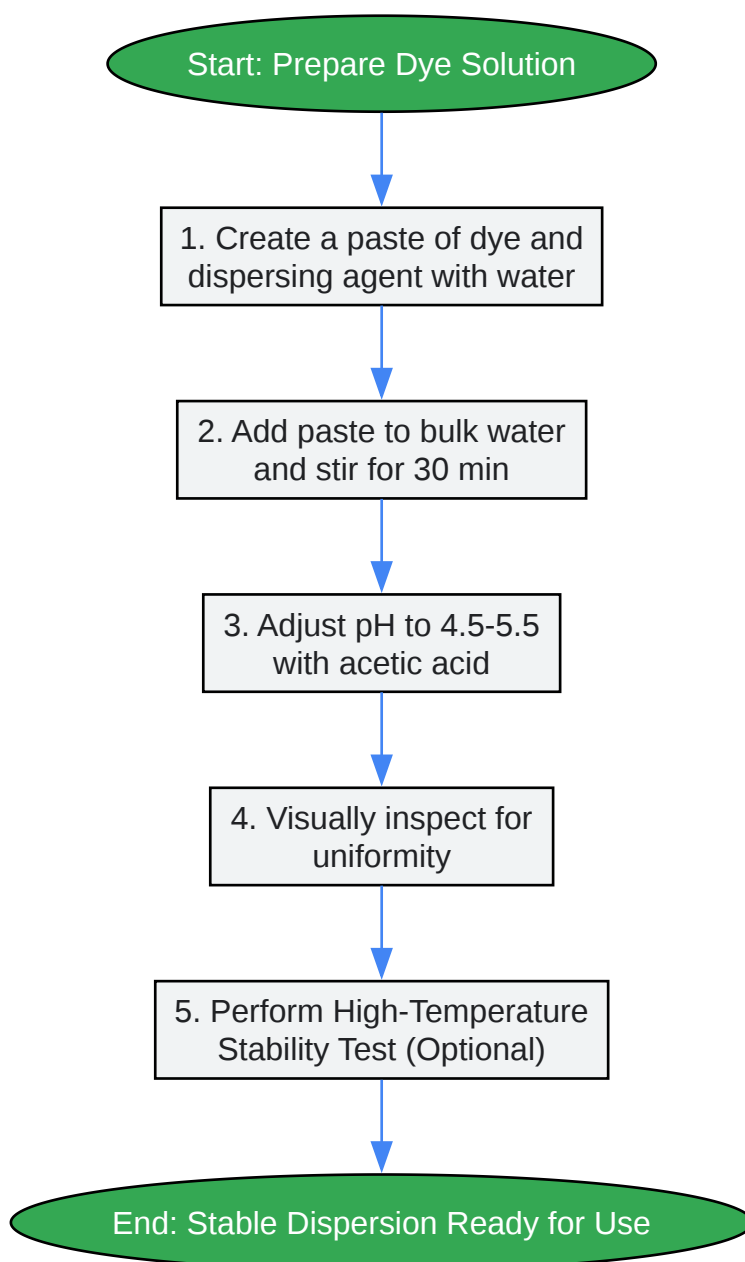 Start: Prepare Dye Solution
1. Create a paste of dye and
dispersing agent with water
2. Add paste to bulk water
and stir for 30 min
3. Adjust pH to 4.5-5.5
with acetic acid
4. Visually inspect for
uniformity
5. Perform High-Temperature
Stability Test (Optional)
End: Stable Dispersion Ready for Use